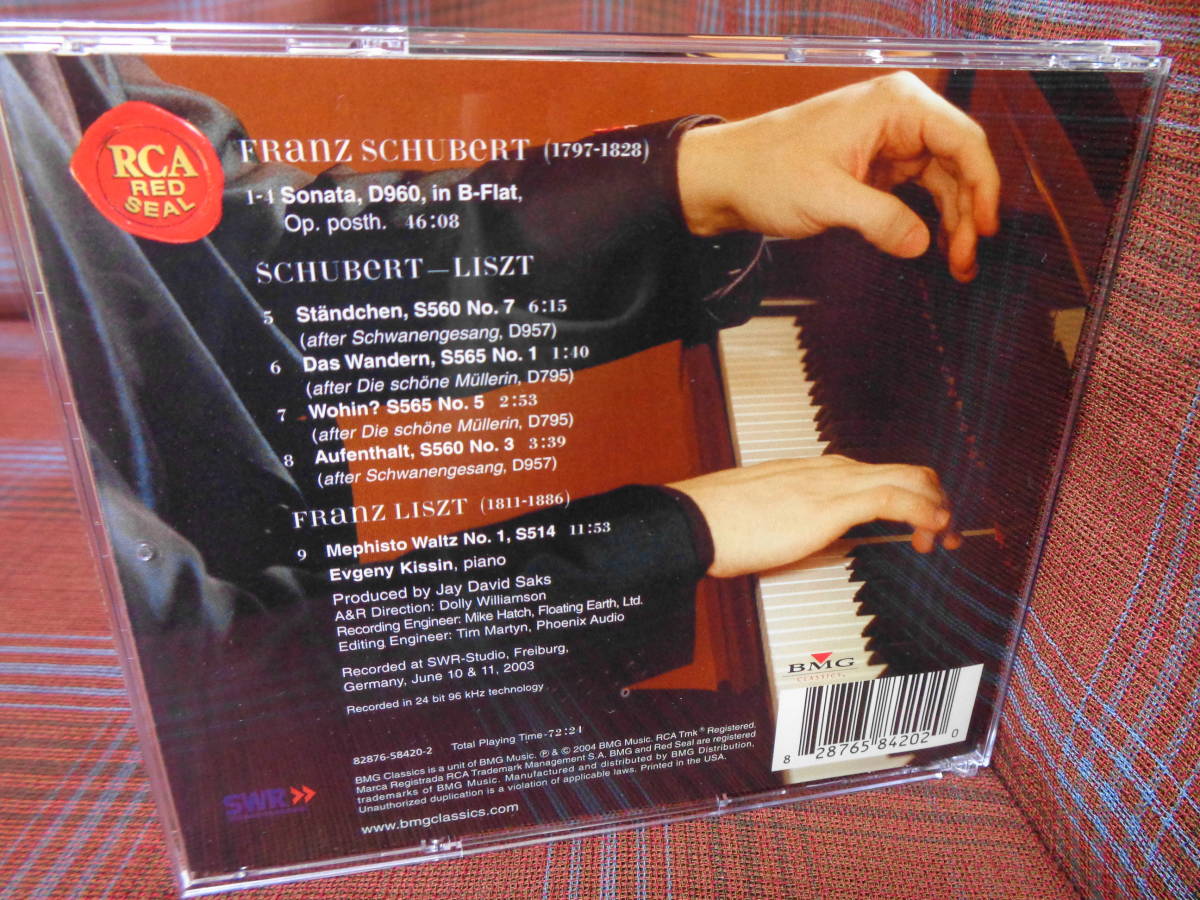 RCA
RED
SEAL
Franz Schubert (1797-1828)
1-4 Sonata, D960, in B-Flat,
Op. posth. 46:08
Schubert–Liszt
5 Ständchen, S560 No. 7 6:15
(after Schwanengesang, D957)
6 Das Wandern, S565 No. 1 1:40
(after Die schöne Müllerin, D795)
7 Wohin? S565 No. 5 2:53
(after Die schöne Müllerin, D795)
8 Aufenthalt, S560 No. 3 3:39
(after Schwanengesang, D957)
Franz Liszt (1811-1886)
9 Mephisto Waltz No. 1, S514 11:53
Evgeny Kissin, piano
Produced by Jay David Saks
A&R Direction: Dolly Williamson
Recording Engineer: Mike Hatch, Floating Earth, Ltd.
Editing Engineer: Tim Martyn, Phoenix Audio
Recorded at SWR-Studio, Freiburg,
Germany, June 10 & 11, 2003
Recorded in 24 bit 96 kHz technology
BMG
CLASSICS
8 28765 84202 0
82876-58420-2 Total Playing Time-72:24
BMG Classics is a unit of BMG Music. ℗ & © 2004 BMG Music. RCA Tmk ® Registered.
Marca Registrada RCA Trademark Management S.A. BMG and Red Seal are registered
trademarks of BMG Music. Manufactured and distributed by BMG Distribution,
Unauthorized duplication is a violation of applicable laws. Printed in the USA.
SWR
www.bmgclassics.com